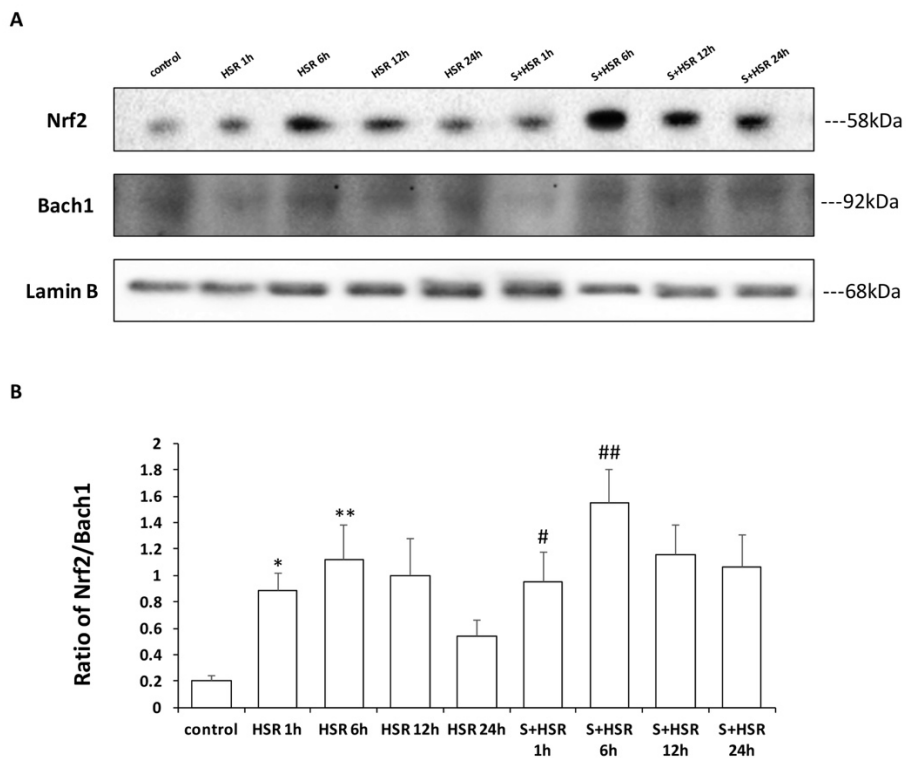 A
control HSR 1h HSR 6h HSR 12h HSR 24h S+HSR 1h S+HSR 6h S+HSR 12h S+HSR 24h
Nrf2 ---58kDa
Bach1 ---92kDa
Lamin B ---68kDa
B
Ratio of Nrf2/Bach1
2
1.8
1.6
1.4
1.2
1
0.8
0.6
0.4
0.2
0
*
**
#
##
control HSR 1h HSR 6h HSR 12h HSR 24h S+HSR S+HSR S+HSR S+HSR
1h 6h 12h 24h